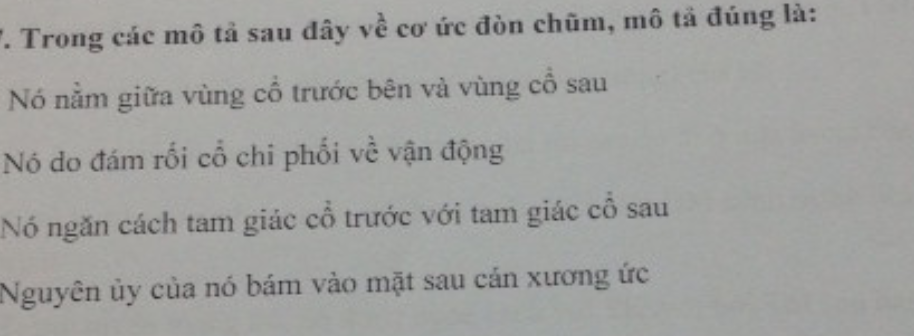 . Trong các mô tả sau đây về cơ ức đòn chũm, mô tả đúng là:
Nó nằm giữa vùng cổ trước bên và vùng cổ sau
Nó do đám rối cổ chi phối về vận động
Nó ngăn cách tam giác cổ trước với tam giác cổ sau
Nguyên ủy của nó bám vào mặt sau cán xương ức